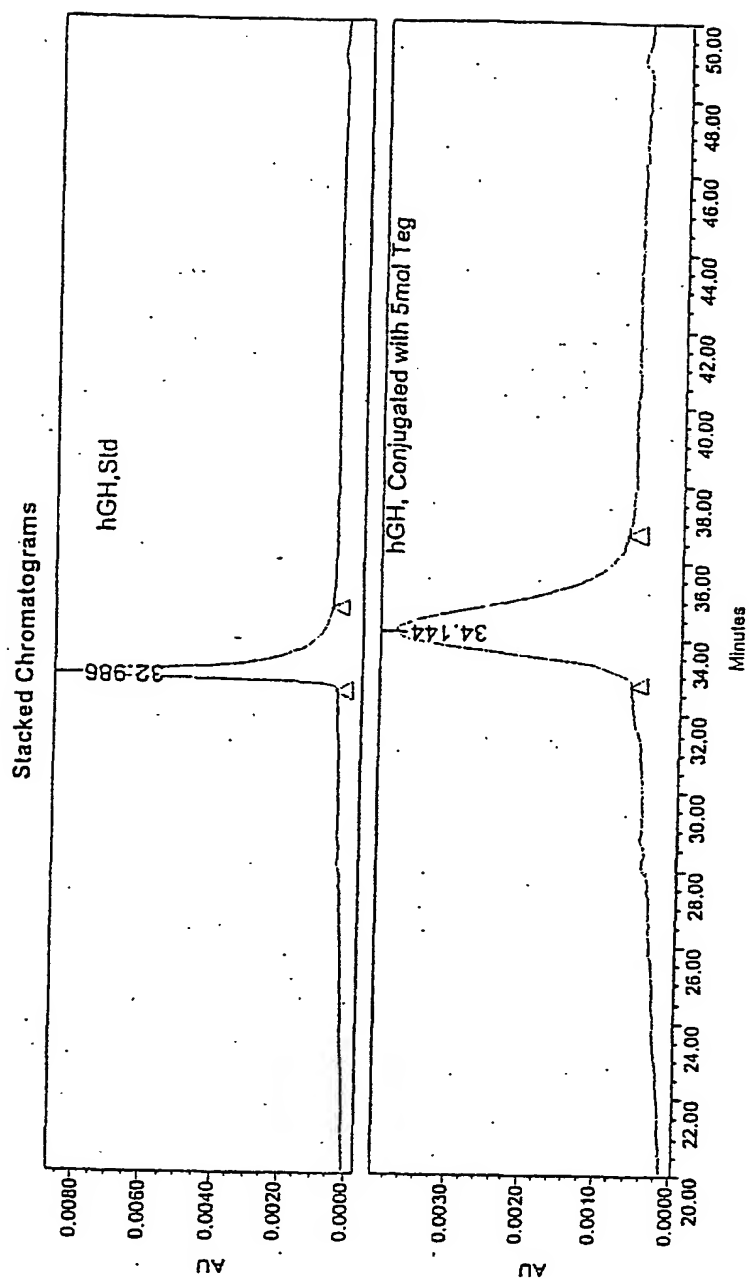 Stacked Chromatograms
hGH,Std
32.986
0.0080
0.0060
0.0040
0.0020
0.0000
AU
hGH, Conjugated with 5mol Teg
34.144
0.0030
0.0020
0.0010
0.0000
AU
20.00 22.00 24.00 26.00 28.00 30.00 32.00 34.00 36.00 38.00 40.00 42.00 44.00 46.00 48.00 50.00
Minutes